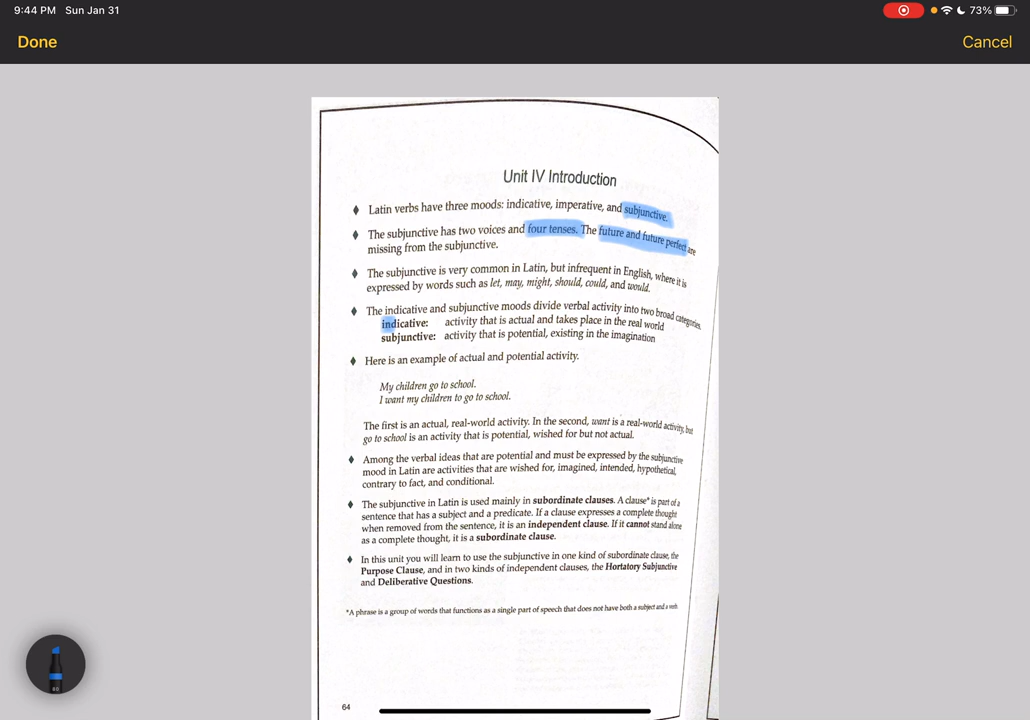 9:44 PM Sun Jan 31
73%
Done
Cancel
Unit IV Introduction
♦ Latin verbs have three moods: indicative, imperative, and subjunctive.
♦ The subjunctive has two voices and four tenses. The future and future perfect are
missing from the subjunctive.
♦ The subjunctive is very common in Latin, but infrequent in English, where it is
expressed by words such as let, may, might, should, could, and would.
♦ The indicative and subjunctive moods divide verbal activity into two broad categories.
indicative: activity that is actual and takes place in the real world
subjunctive: activity that is potential, existing in the imagination
♦ Here is an example of actual and potential activity.
My children go to school.
I want my children to go to school.
The first is an actual, real-world activity. In the second, want is a real-world activity, but
go to school is an activity that is potential, wished for but not actual.
♦ Among the verbal ideas that are potential and must be expressed by the subjunctive
mood in Latin are activities that are wished for, imagined, intended, hypothetical,
contrary to fact, and conditional.
♦ The subjunctive in Latin is used mainly in subordinate clauses. A clause* is part of a
sentence that has a subject and a predicate. If a clause expresses a complete thought
when removed from the sentence, it is an independent clause. If it cannot stand alone
as a complete thought, it is a subordinate clause.
♦ In this unit you will learn to use the subjunctive in one kind of subordinate clause, the
Purpose Clause, and in two kinds of independent clauses, the Hortatory Subjunctive
and Deliberative Questions.
*A phrase is a group of words that functions as a single part of speech that does not have both a subject and a verb.
80
64